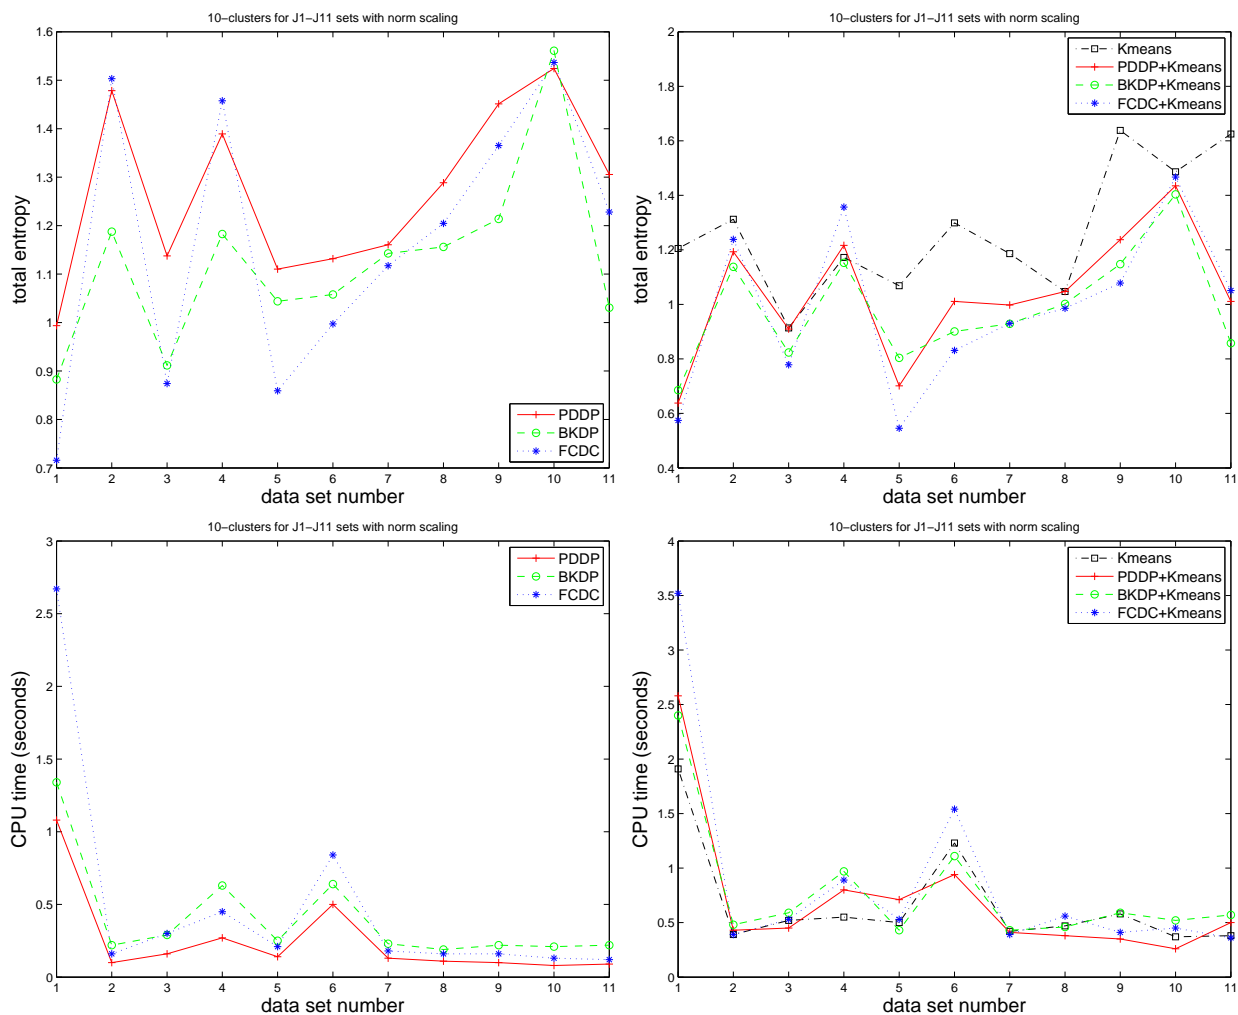 10−clusters for J1−J11 sets with norm scaling
1.6
1.5
1.4
1.3
1.2
1.1
1
0.9
0.8
0.7
total entropy
1 2 3 4 5 6 7 8 9 10 11
data set number
PDDP
BKDP
FCDC
10−clusters for J1−J11 sets with norm scaling
2
1.8
1.6
1.4
1.2
1
0.8
0.6
0.4
total entropy
1 2 3 4 5 6 7 8 9 10 11
data set number
Kmeans
PDDP+Kmeans
BKDP+Kmeans
FCDC+Kmeans
10−clusters for J1−J11 sets with norm scaling
3
2.5
2
1.5
1
0.5
0
CPU time (seconds)
1 2 3 4 5 6 7 8 9 10 11
data set number
PDDP
BKDP
FCDC
10−clusters for J1−J11 sets with norm scaling
4
3.5
3
2.5
2
1.5
1
0.5
0
CPU time (seconds)
1 2 3 4 5 6 7 8 9 10 11
data set number
Kmeans
PDDP+Kmeans
BKDP+Kmeans
FCDC+Kmeans